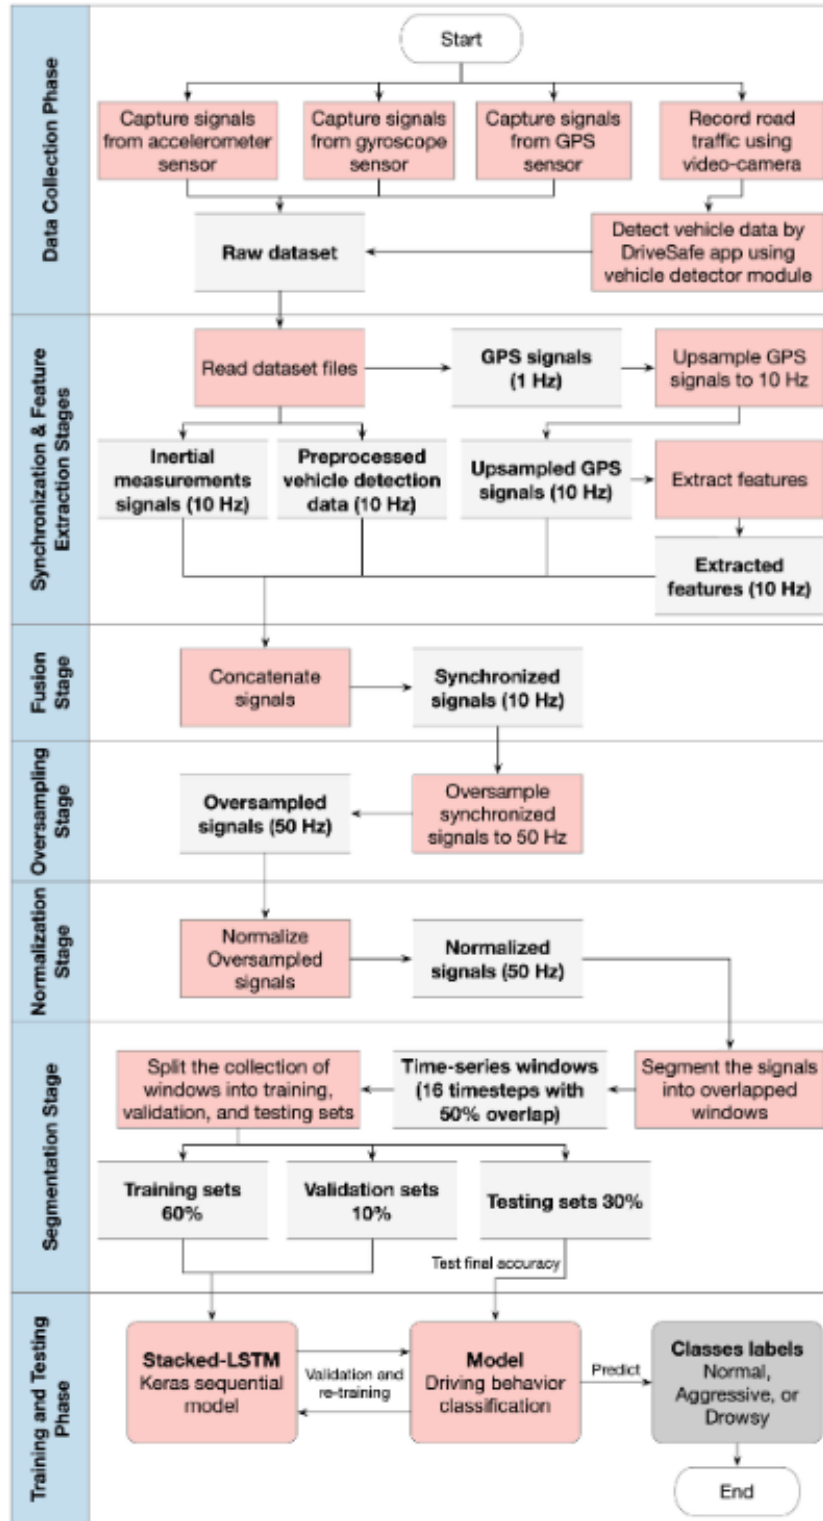 Data Collection Phase
Start
Capture signals
from accelerometer
sensor
Capture signals
from gyroscope
sensor
Capture signals
from GPS
sensor
Record road
traffic using
video-camera
Raw dataset
Detect vehicle data by
DriveSafe app using
vehicle detector module
Synchronization & Feature
Extraction Stages
Read dataset files
GPS signals
(1 Hz)
Upsample GPS
signals to 10 Hz
Inertial
measurements
signals (10 Hz)
Preprocessed
vehicle detection
data (10 Hz)
Upsampled GPS
signals (10 Hz)
Extract features
Extracted
features (10 Hz)
Fusion
Stage
Concatenate
signals
Synchronized
signals (10 Hz)
Oversampling
Stage
Oversampled
signals (50 Hz)
Oversample
synchronized
signals to 50 Hz
Normalization
Stage
Normalize
Oversampled
signals
Normalized
signals (50 Hz)
Segmentation Stage
Split the collection of
windows into training,
validation, and testing sets
Time-series windows
(16 timesteps with
50% overlap)
Segment the signals
into overlapped
windows
Training sets
60%
Validation sets
10%
Testing sets 30%
Test final accuracy
Training and Testing
Phase
Stacked-LSTM
Keras sequential
model
Validation and
re-training
Model
Driving behavior
classification
Predict
Classes labels
Normal,
Aggressive, or
Drowsy
End